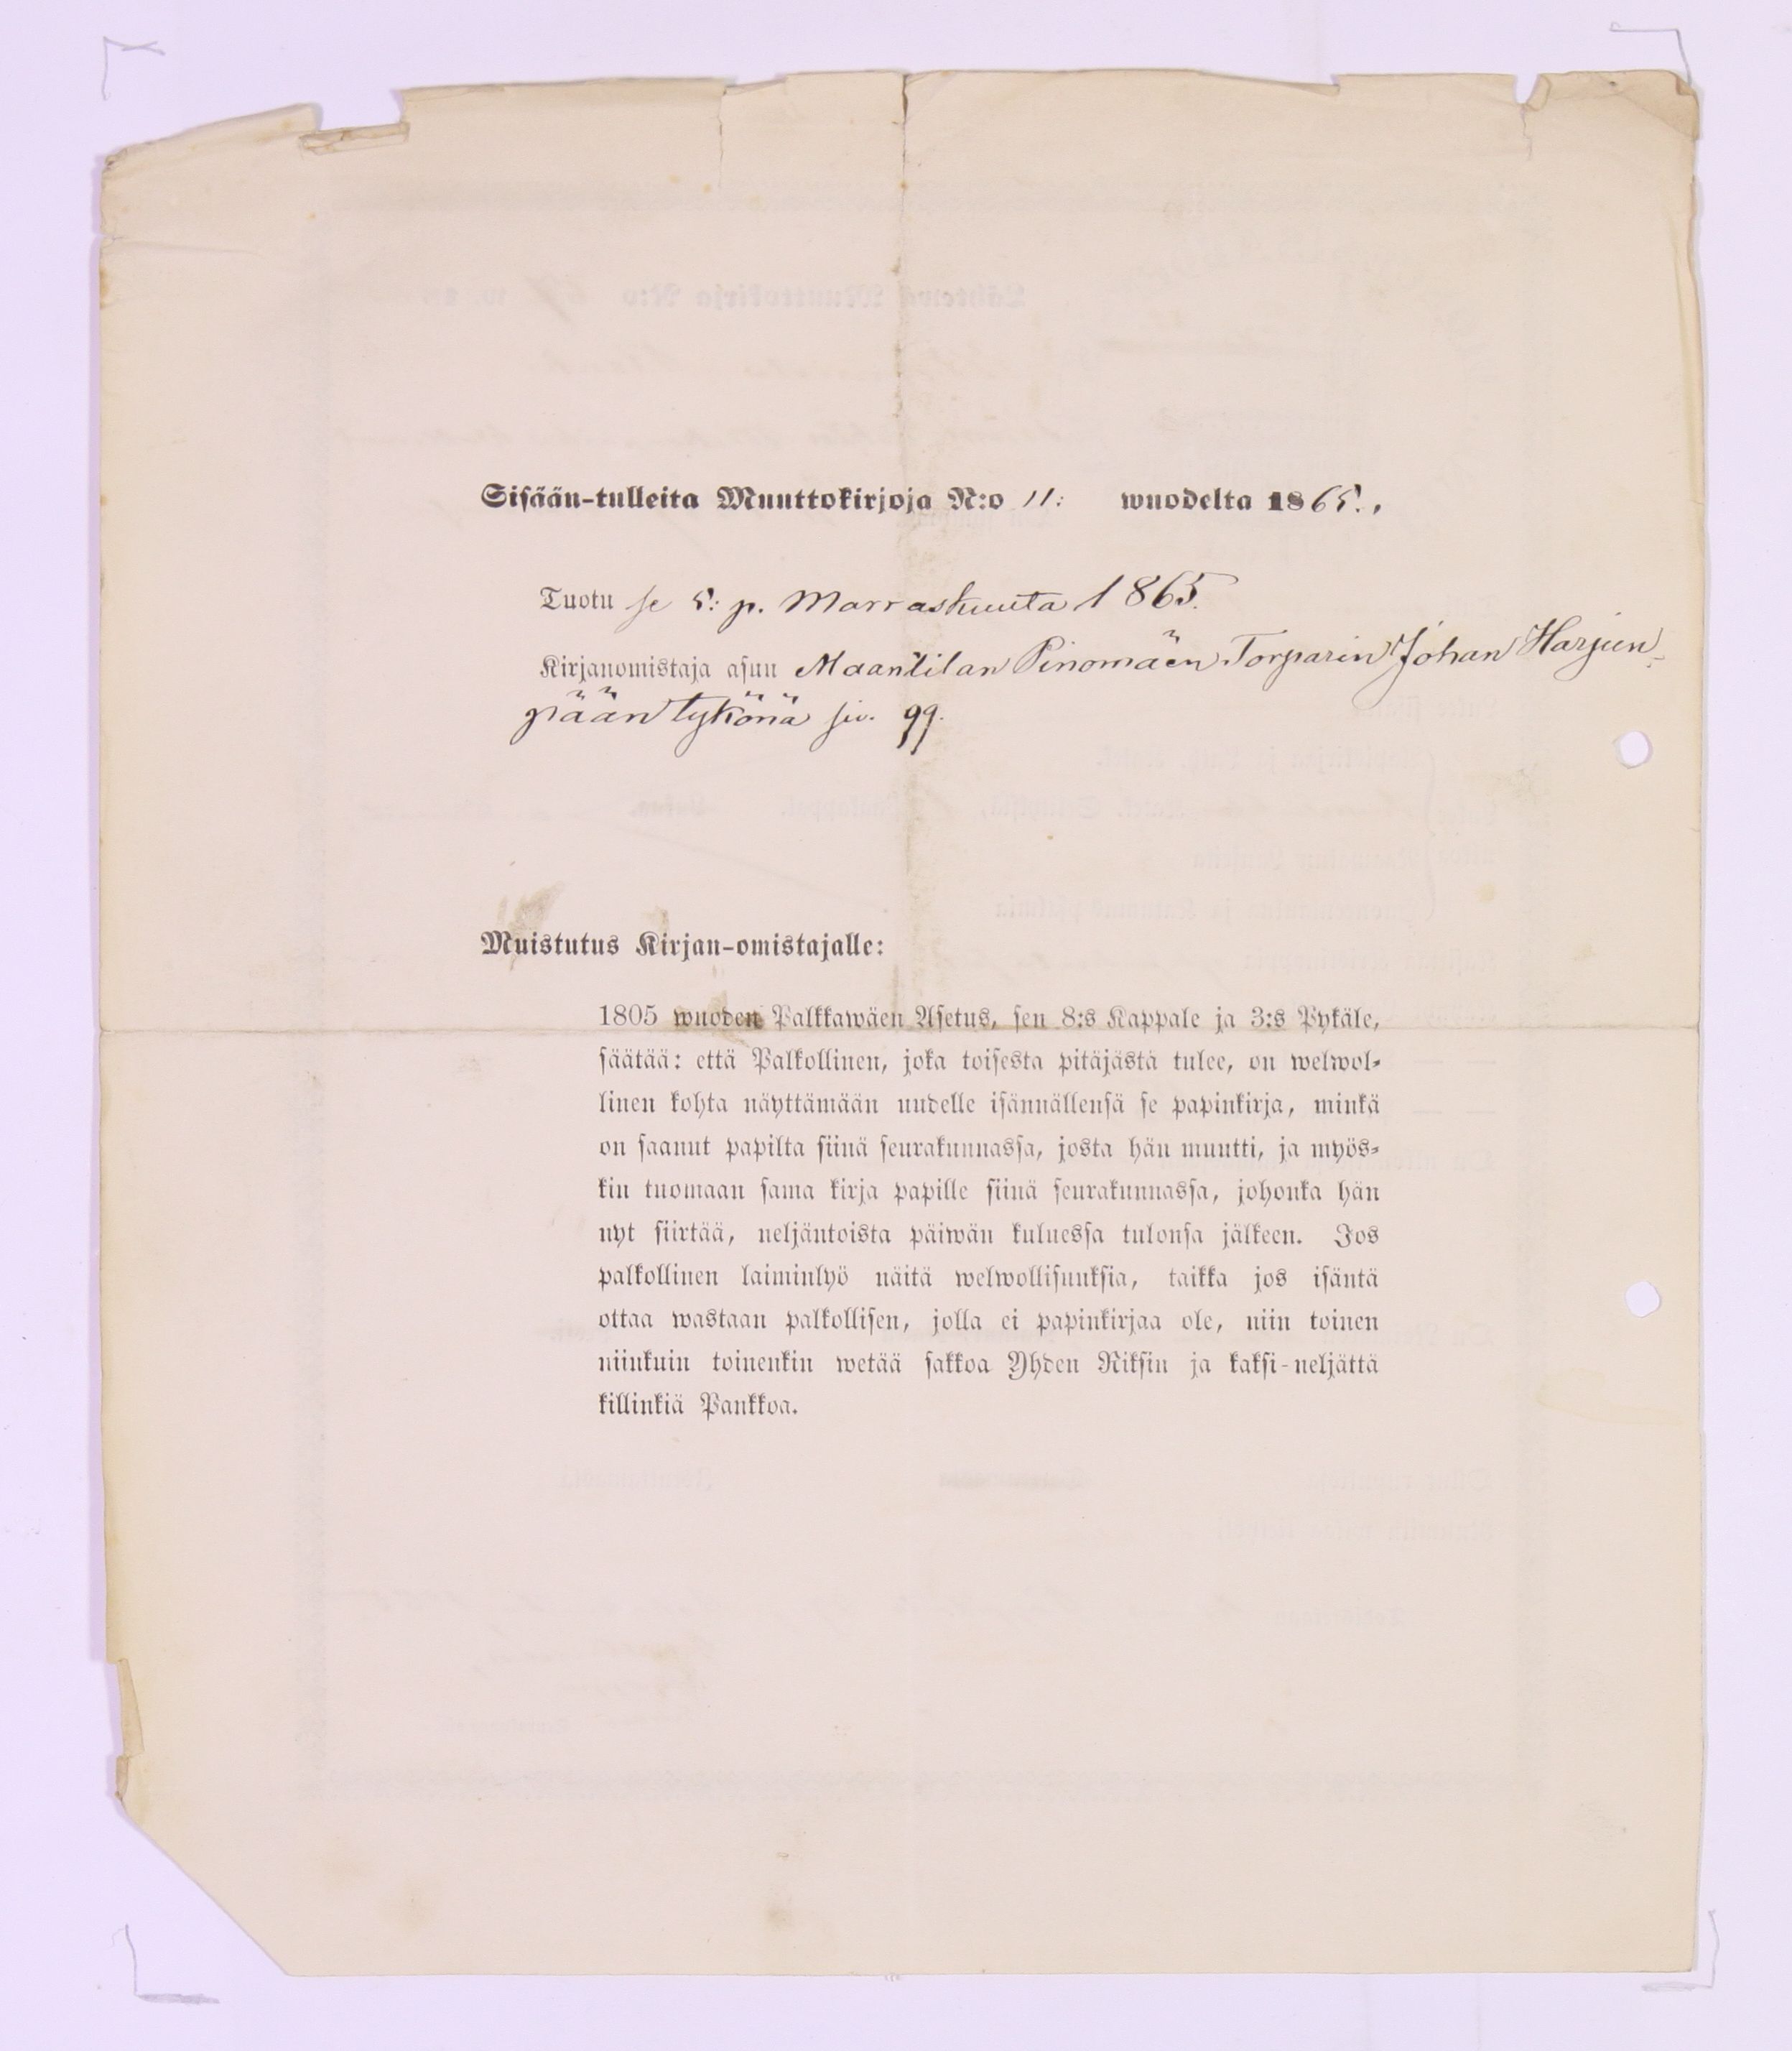 Sisään-tulleita Muuttokirjoja N:o 11: wuodelta 1865.
Tuotu se 5: p. Marraskuuta 1865.
Kirjanomistaja asuu Maantilan Pinomäen Torparin Johan Harjun-
pään tykönä siv. 99.
Muistutus Kirjan-omistajalle:
1805 wuoden Palkkawäen Asetus, sen 8:s Kappale ja 3:s Pykäle,
säätää: että Palkollinen, joka toisesta pitäjästä tulee, on welwol-
linen kohta näyttämään uudelle isännällensä se papinkirja, minkä
on saanut papilta siinä seurakunnassa, josta hän muutti, ja myös-
kin tuomaan sama kirja papille siinä seurakunnassa, johonka hän
nyt siirtää, neljäntoista päiwän kuluessa tulonsa jälkeen. Jos
palkollinen laiminlyö näitä welwollisuuksia, taikka jos isäntä
ottaa wastaan palkollisen, jolla ei papinkirjaa ole, niin toinen
niinkuin toinenkin wetää sakkoa Yhden Riksin ja kaksi-neljättä
killinkiä Pankkoa.